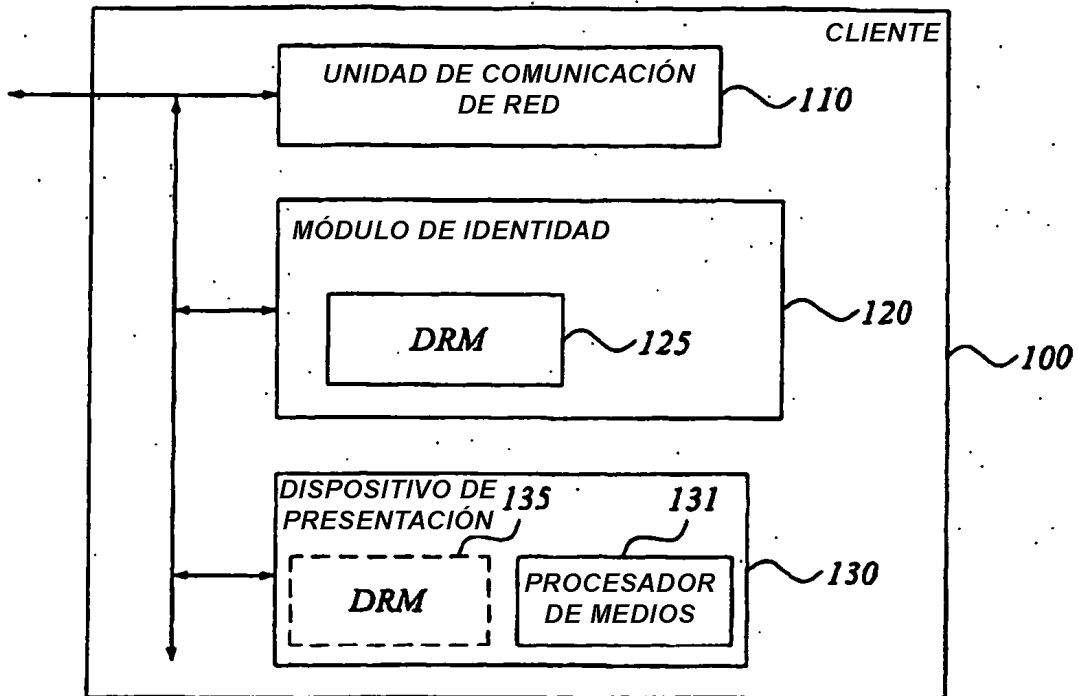 CLIENTE
UNIDAD DE COMUNICACIÓN
DE RED
110
MÓDULO DE IDENTIDAD
120
DRM
125
100
DISPOSITIVO DE
PRESENTACIÓN
135
131
130
DRM
PROCESADOR
DE MEDIOS